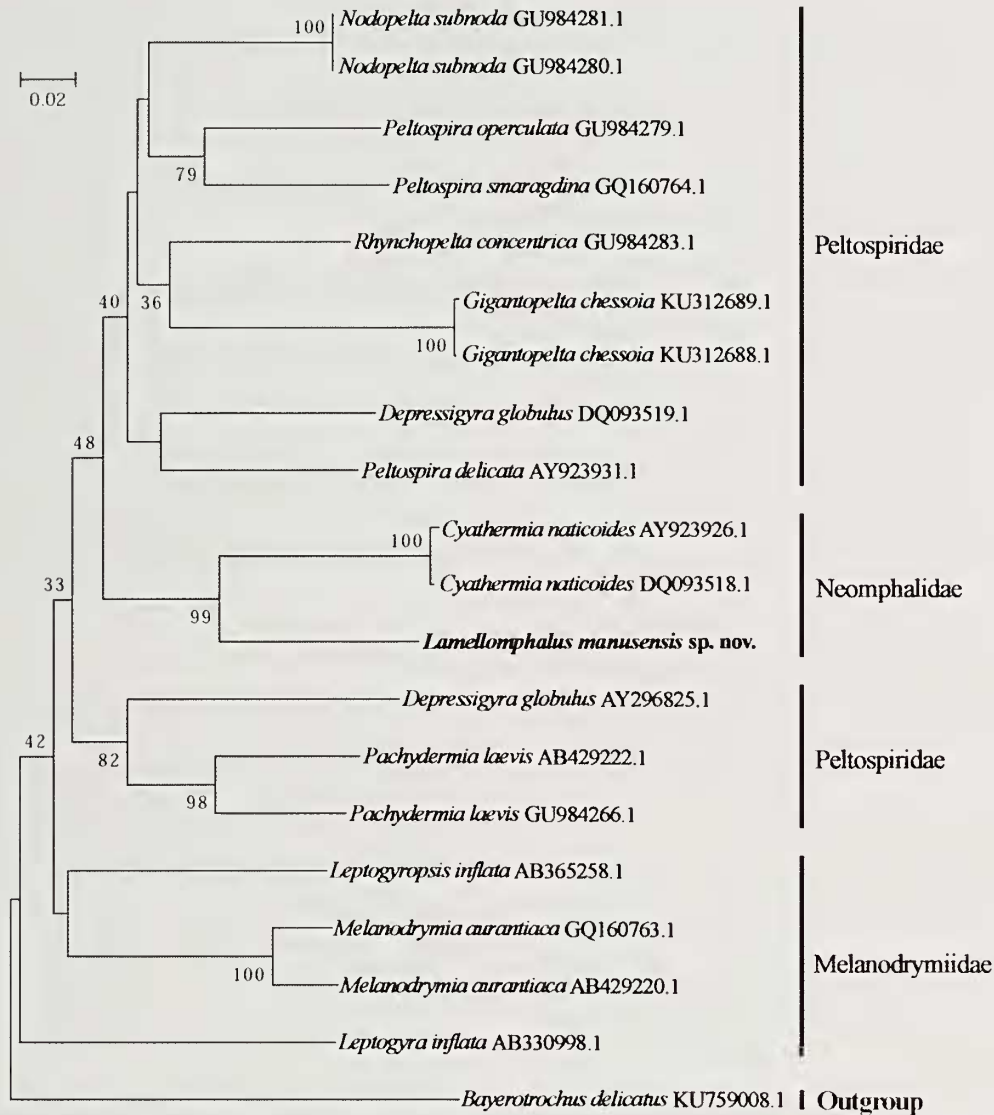 100
Nodopelta subnoda GU984281.1
Nodopelta subnoda GU984280.1
0.02
Peltospira operculata GU984279.1
79
Peltospira smaragdina GQ160764.1
Rhynchopelta concentrica GU984283.1
Peltospiridae
40
36
Gigantopelta chessoia KU312689.1
100
Gigantopelta chessoia KU312688.1
Depressigyra globulus DQ093519.1
48
Peltospira delicata AY923931.1
Cyathermia naticoides AY923926.1
100
Cyathermia naticoides DQ093518.1
33
Neomphalidae
99
Lamellomphalus manusensis sp. nov.
Depressigyra globulus AY296825.1
42
82
Pachydermia laevis AB429222.1
Peltospiridae
98
Pachydermia laevis GU984266.1
Leptogyropsis inflata AB365258.1
Melanodrymia aurantiaca GQ160763.1
Melanodrymiidae
100
Melanodrymia aurantiaca AB429220.1
Leptogyra inflata AB330998.1
Bayerotrochus delicatus KU759008.1
Outgroup